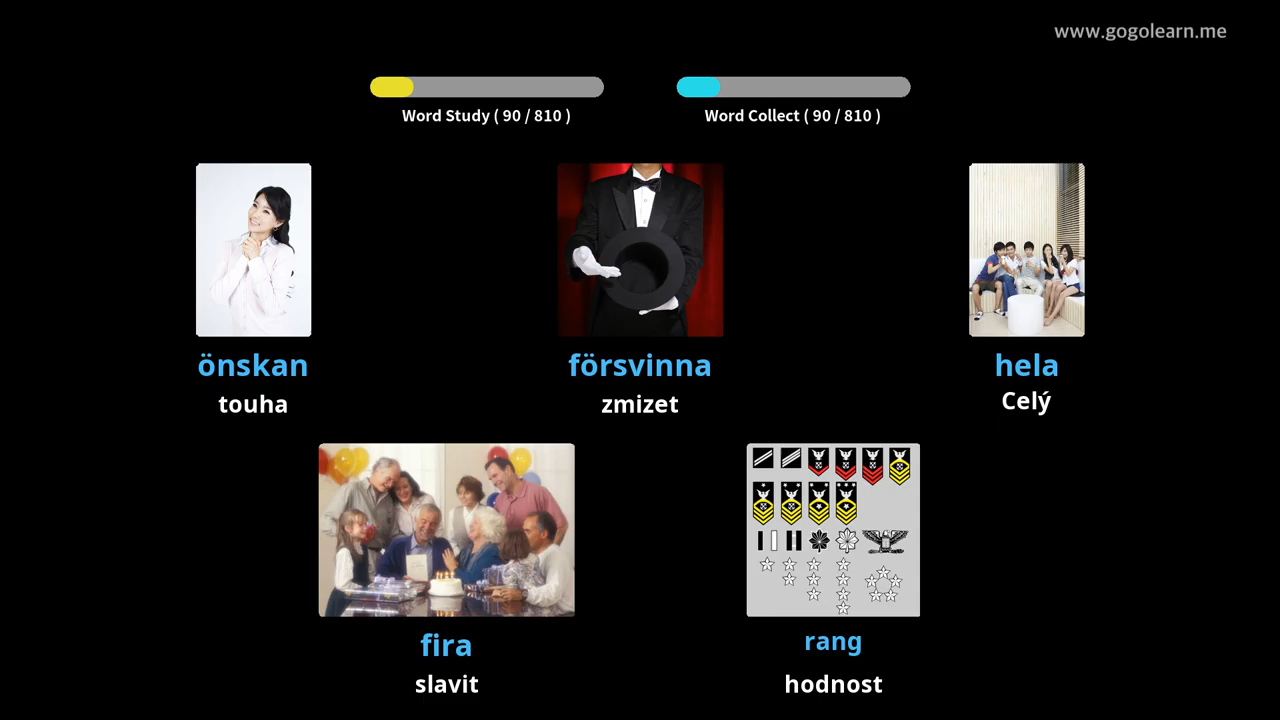 www.gogolearn.me
Word Study ( 90 / 810 )
Word Collect ( 90 / 810 )
önskan
touha
försvinna
zmizet
hela
Celý
fira
slavit
rang
hodnost